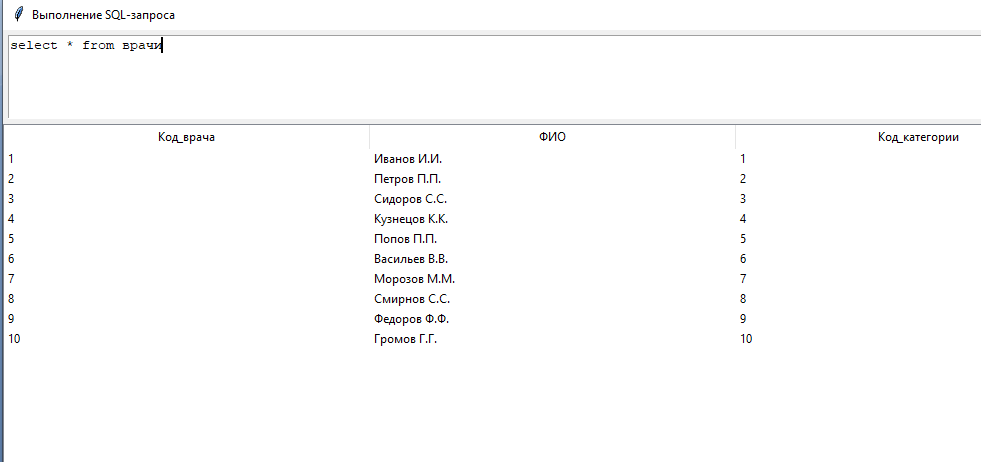 Выполнение SQL-запроса
select * from врачи
Код_врача ФИО Код_категории
1 Иванов И.И. 1
2 Петров П.П. 2
3 Сидоров С.С. 3
4 Кузнецов К.К. 4
5 Попов П.П. 5
6 Васильев В.В. 6
7 Морозов М.М. 7
8 Смирнов С.С. 8
9 Федоров Ф.Ф. 9
10 Громов Г.Г. 10